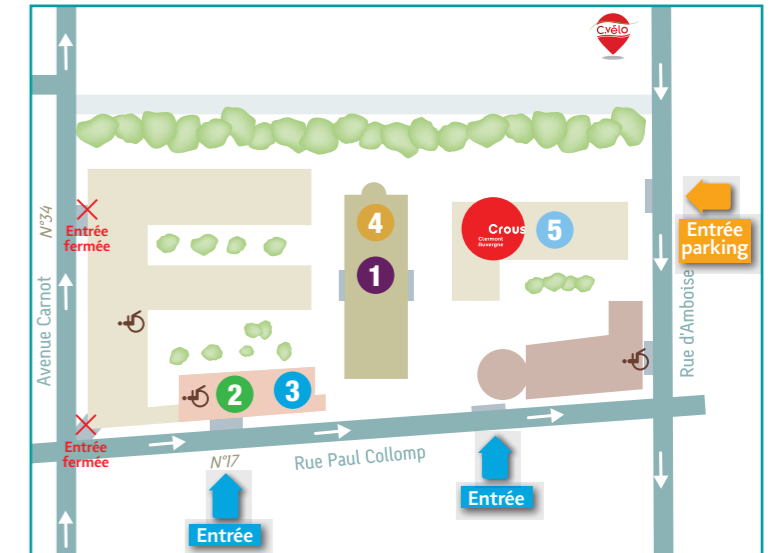 C.vélo
N°34
Entrée
fermée
4
Crous
Clermont
Auvergne
5
Entrée
parking
1
Avenue Carnot
Rue d'Amboise
2
3
Entrée
fermée
N°17
Rue Paul Collomp
Entrée
Entrée